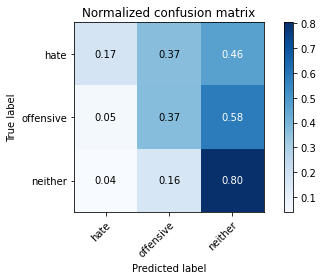 Normalized confusion matrix
True label
hate 0.17 0.37 0.46
offensive 0.05 0.37 0.58
neither 0.04 0.16 0.80
hate offensive neither
Predicted label
0.8
0.7
0.6
0.5
0.4
0.3
0.2
0.1